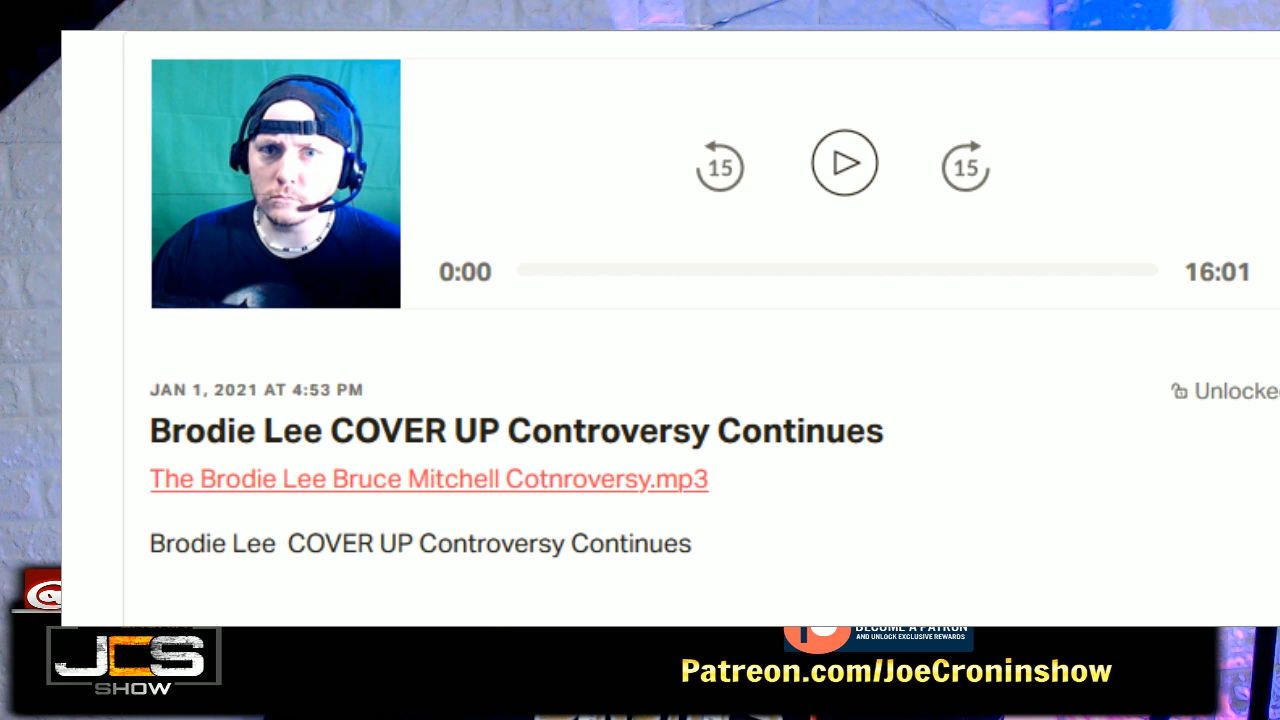 15
15
0:00
16:01
JAN 1, 2021 AT 4:53 PM
Unlocke
Brodie Lee COVER UP Controversy Continues
The Brodie Lee Bruce Mitchell Cotnroversy.mp3
Brodie Lee  COVER UP Controversy Continues
JCS
SHOW
BECOME A PATRON
AND UNLOCK EXCLUSIVE REWARDS
Patreon.com/JoeCroninshow